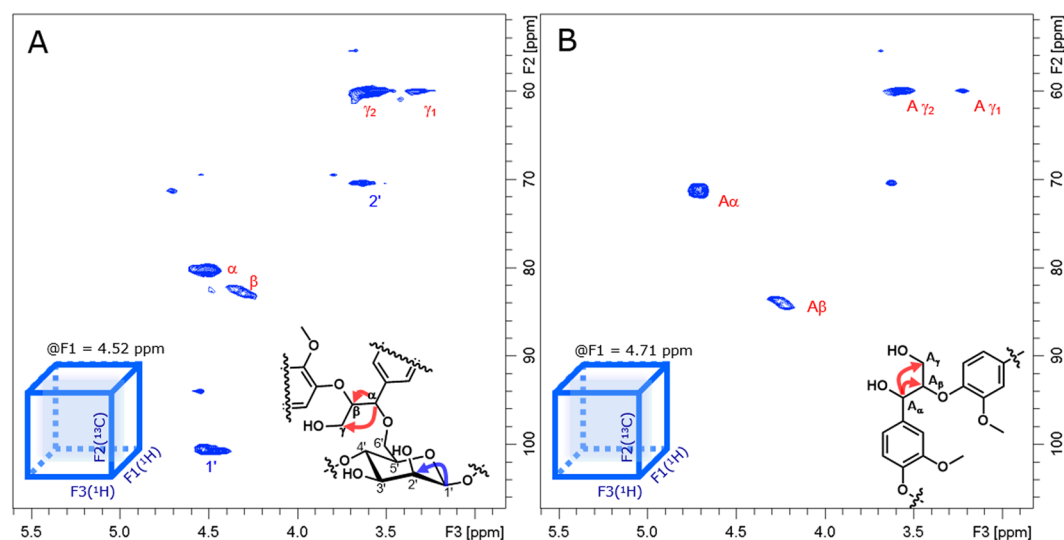 A
F2 [ppm]
60
γ2
γ1
70
2'
80
α
β
90
@F1 = 4.52 ppm
O
O
β
α
HO
γ
O
6'
4'
HO
5'
O
O
HO
O
3'
2'
1'
100
1'
F2(¹³C)
F1(¹H)
F3(¹H)
5.5
5.0
4.5
4.0
3.5
F3 [ppm]
B
F2 [ppm]
60
A γ2
A γ1
70
Aα
80
Aβ
90
@F1 = 4.71 ppm
HO
Aγ
HO
Aβ
O
O
Aα
O
O
100
F2(¹³C)
F1(¹H)
F3(¹H)
5.5
5.0
4.5
4.0
3.5
F3 [ppm]